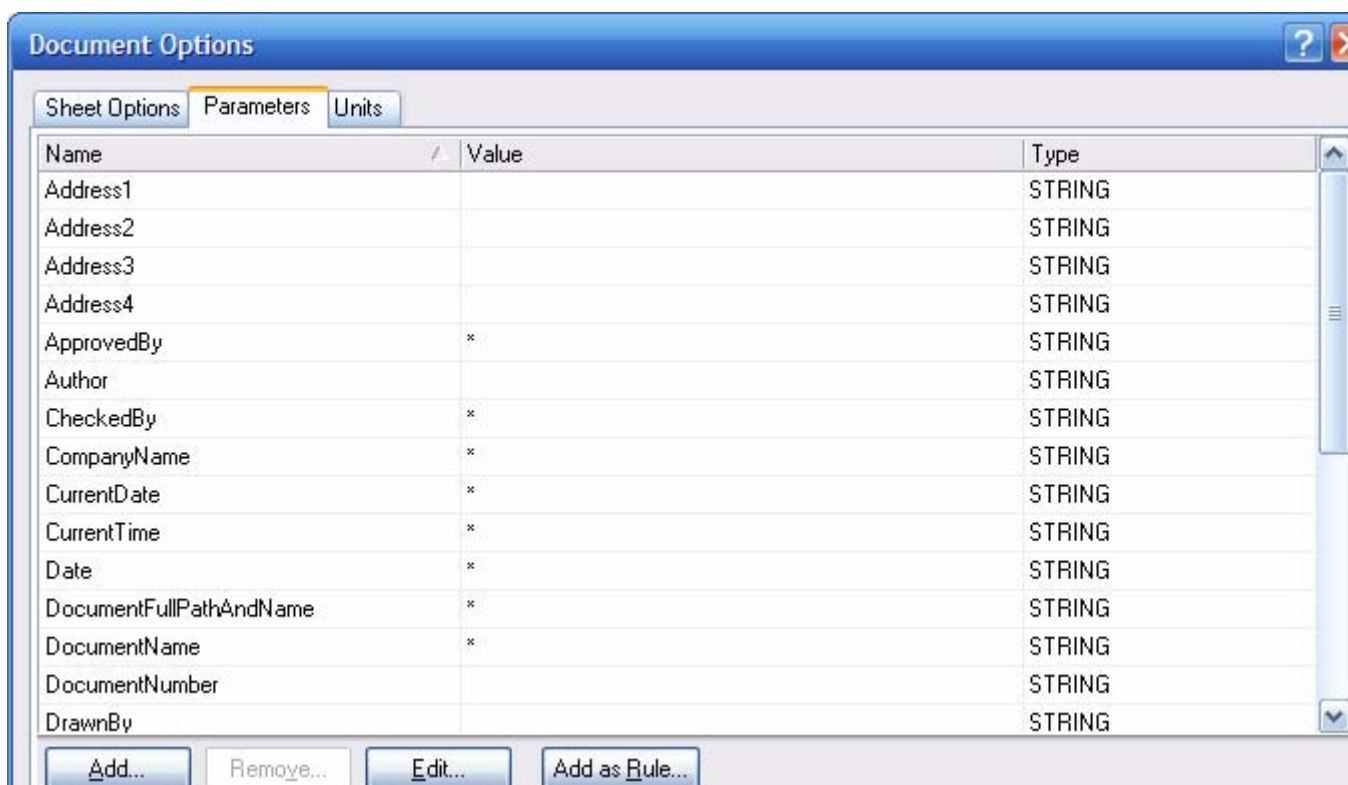 Document Options
Sheet Options Parameters Units
Name Value Type
Address1 STRING
Address2 STRING
Address3 STRING
Address4 STRING
ApprovedBy * STRING
Author STRING
CheckedBy * STRING
CompanyName * STRING
CurrentDate * STRING
CurrentTime * STRING
Date * STRING
DocumentFullPathAndName * STRING
DocumentName * STRING
DocumentNumber STRING
DrawnBy STRING
Add... Remove... Edit... Add as Rule...